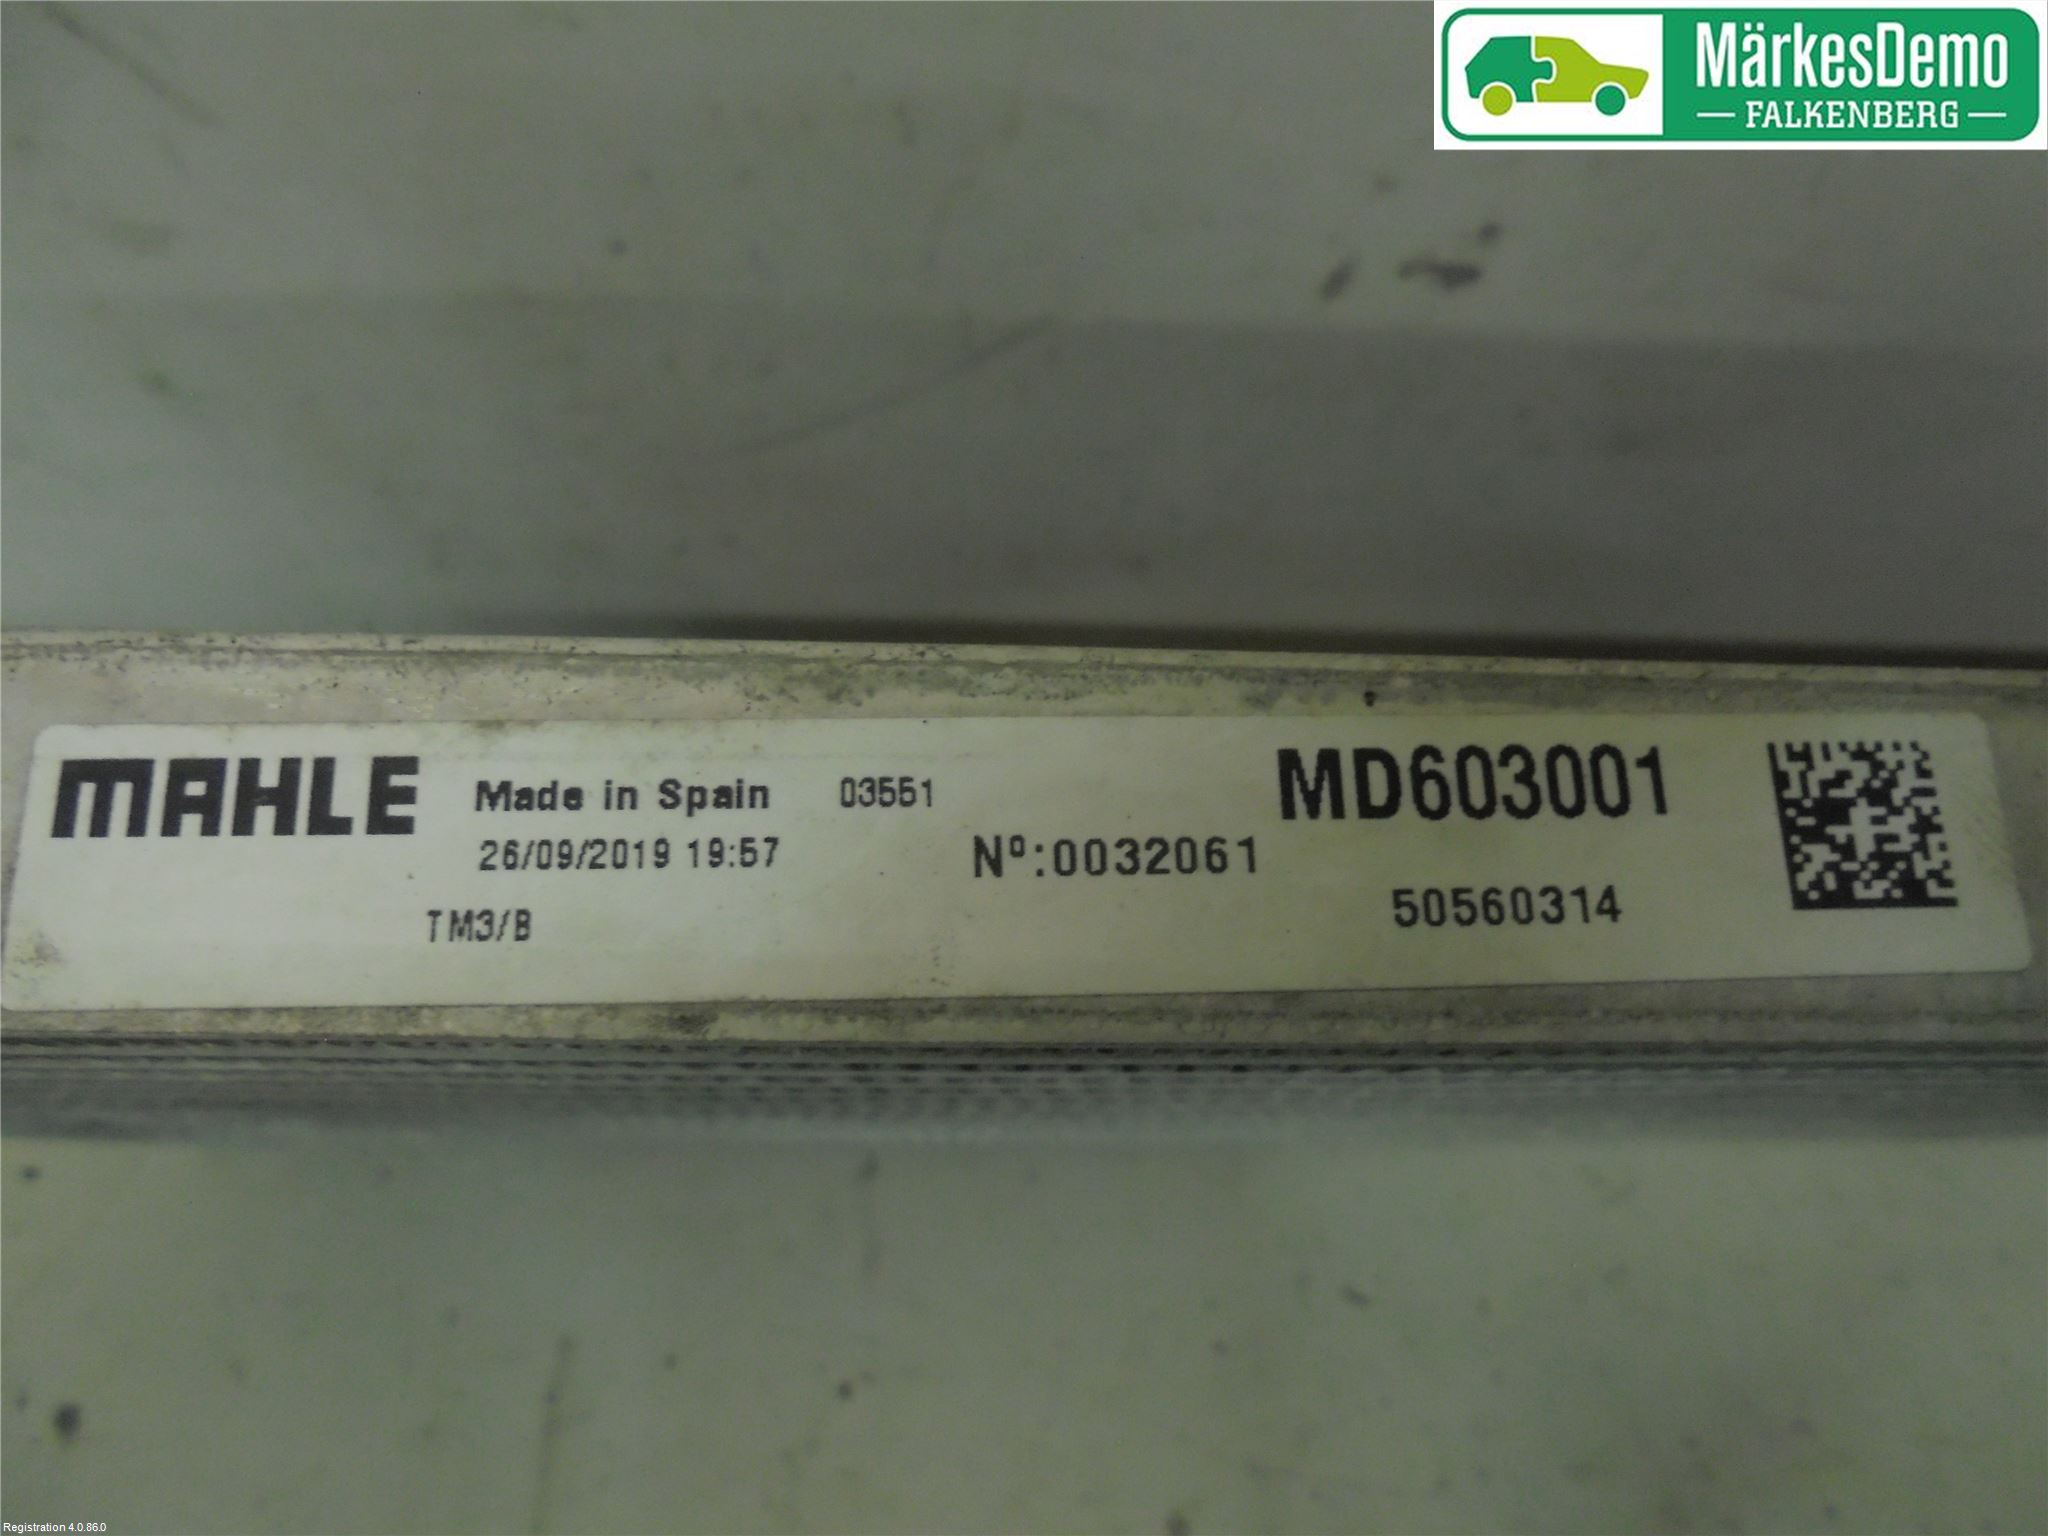 MärkesDemo
FALKENBERG
MAHLE
Made in Spain 03551
MD603001
26/09/2019 19:57
Nº:0032061
TM3/B
50560314
Registration 4.0.86.0